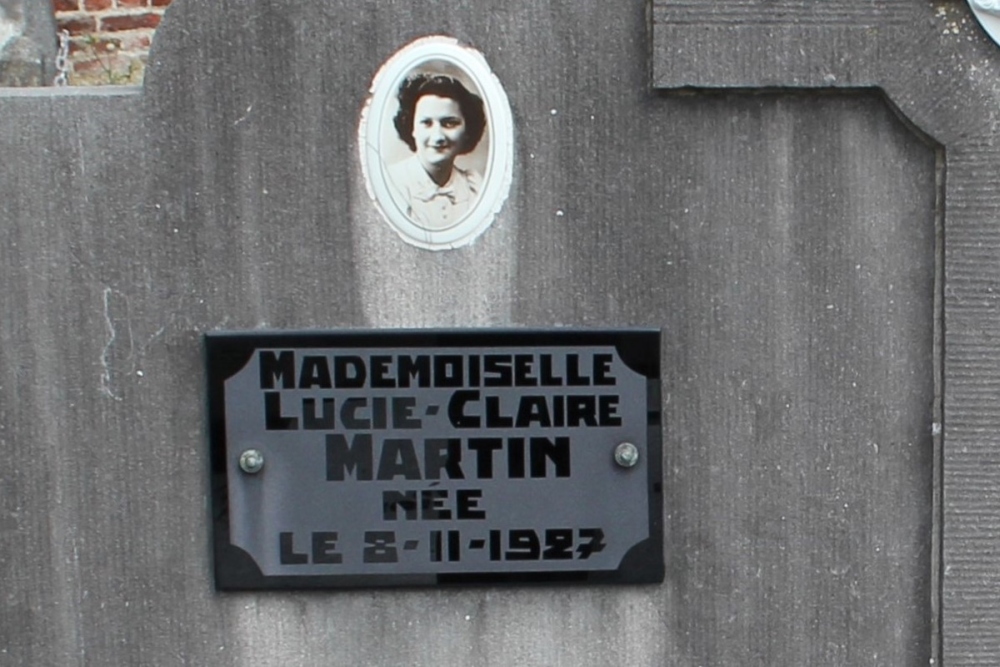 MADEMOISELLE
LUCIE-CLAIRE
MARTIN
NÉE
LE 8-11-1927